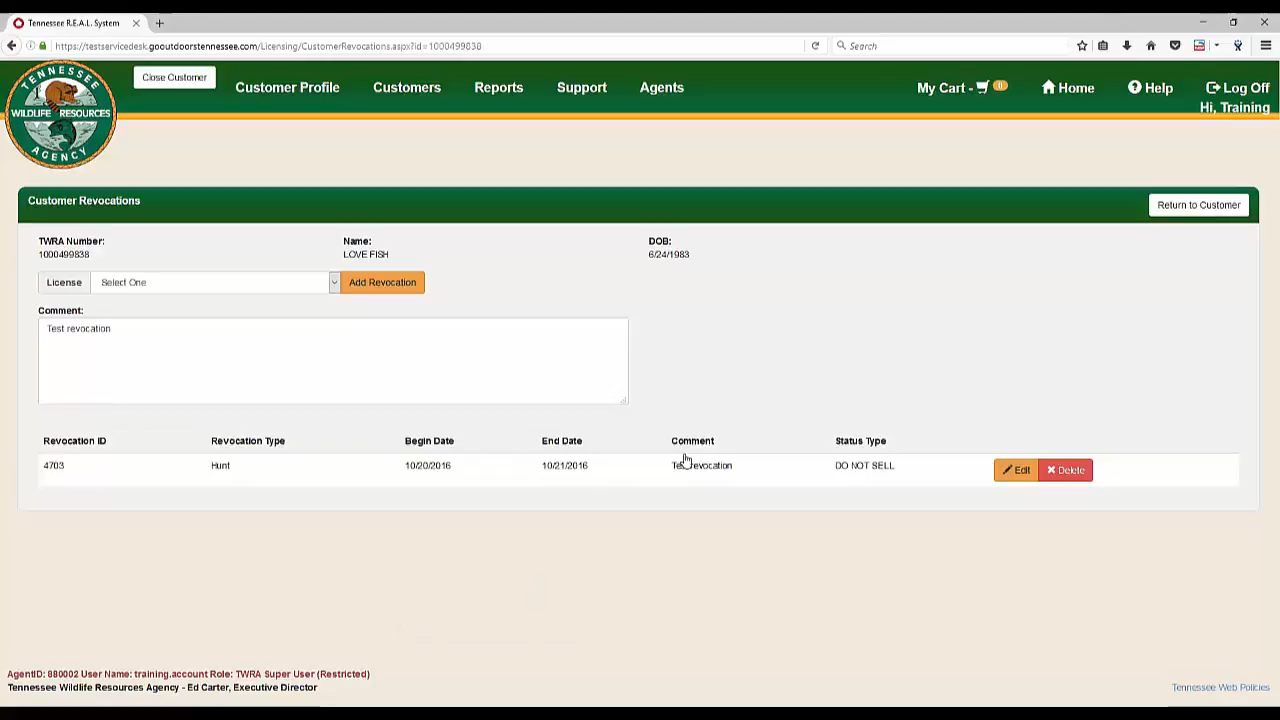 Tennessee R.E.A.L. System
https://testservicedesk.gooutdoorstennessee.com/Licensing/CustomerRevocations.aspx?id=1000499838
Search
TENNESSEE
WILDLIFE RESOURCES
AGENCY
Close Customer
Customer Profile
Customers
Reports
Support
Agents
My Cart - 0
Home
Help
Log Off
Hi, Training
Customer Revocations
Return to Customer
TWRA Number:
Name:
DOB:
1000499838
LOVE FISH
6/24/1983
License
Select One
Add Revocation
Comment:
Test revocation
Revocation ID
Revocation Type
Begin Date
End Date
Comment
Status Type
4703
Hunt
10/20/2016
10/21/2016
Test revocation
DO NOT SELL
Edit
Delete
AgentID: 880002 User Name: training.account Role: TWRA Super User (Restricted)
Tennessee Wildlife Resources Agency - Ed Carter, Executive Director
Tennessee Web Policies